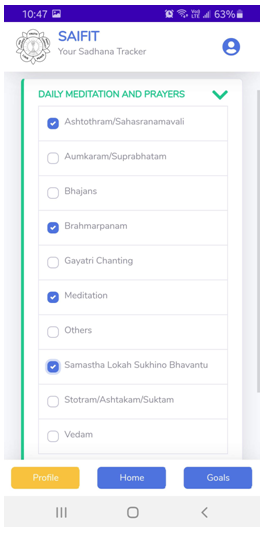 10:47
63%
SAIFIT
Your Sadhana Tracker
DAILY MEDITATION AND PRAYERS
Ashtothram/Sahasranamavali
Aumkaram/Suprabhatam
Bhajans
Brahmarpanam
Gayatri Chanting
Meditation
Others
Samastha Lokah Sukhino Bhavantu
Stotram/Ashtakam/Suktam
Vedam
Profile Home Goals